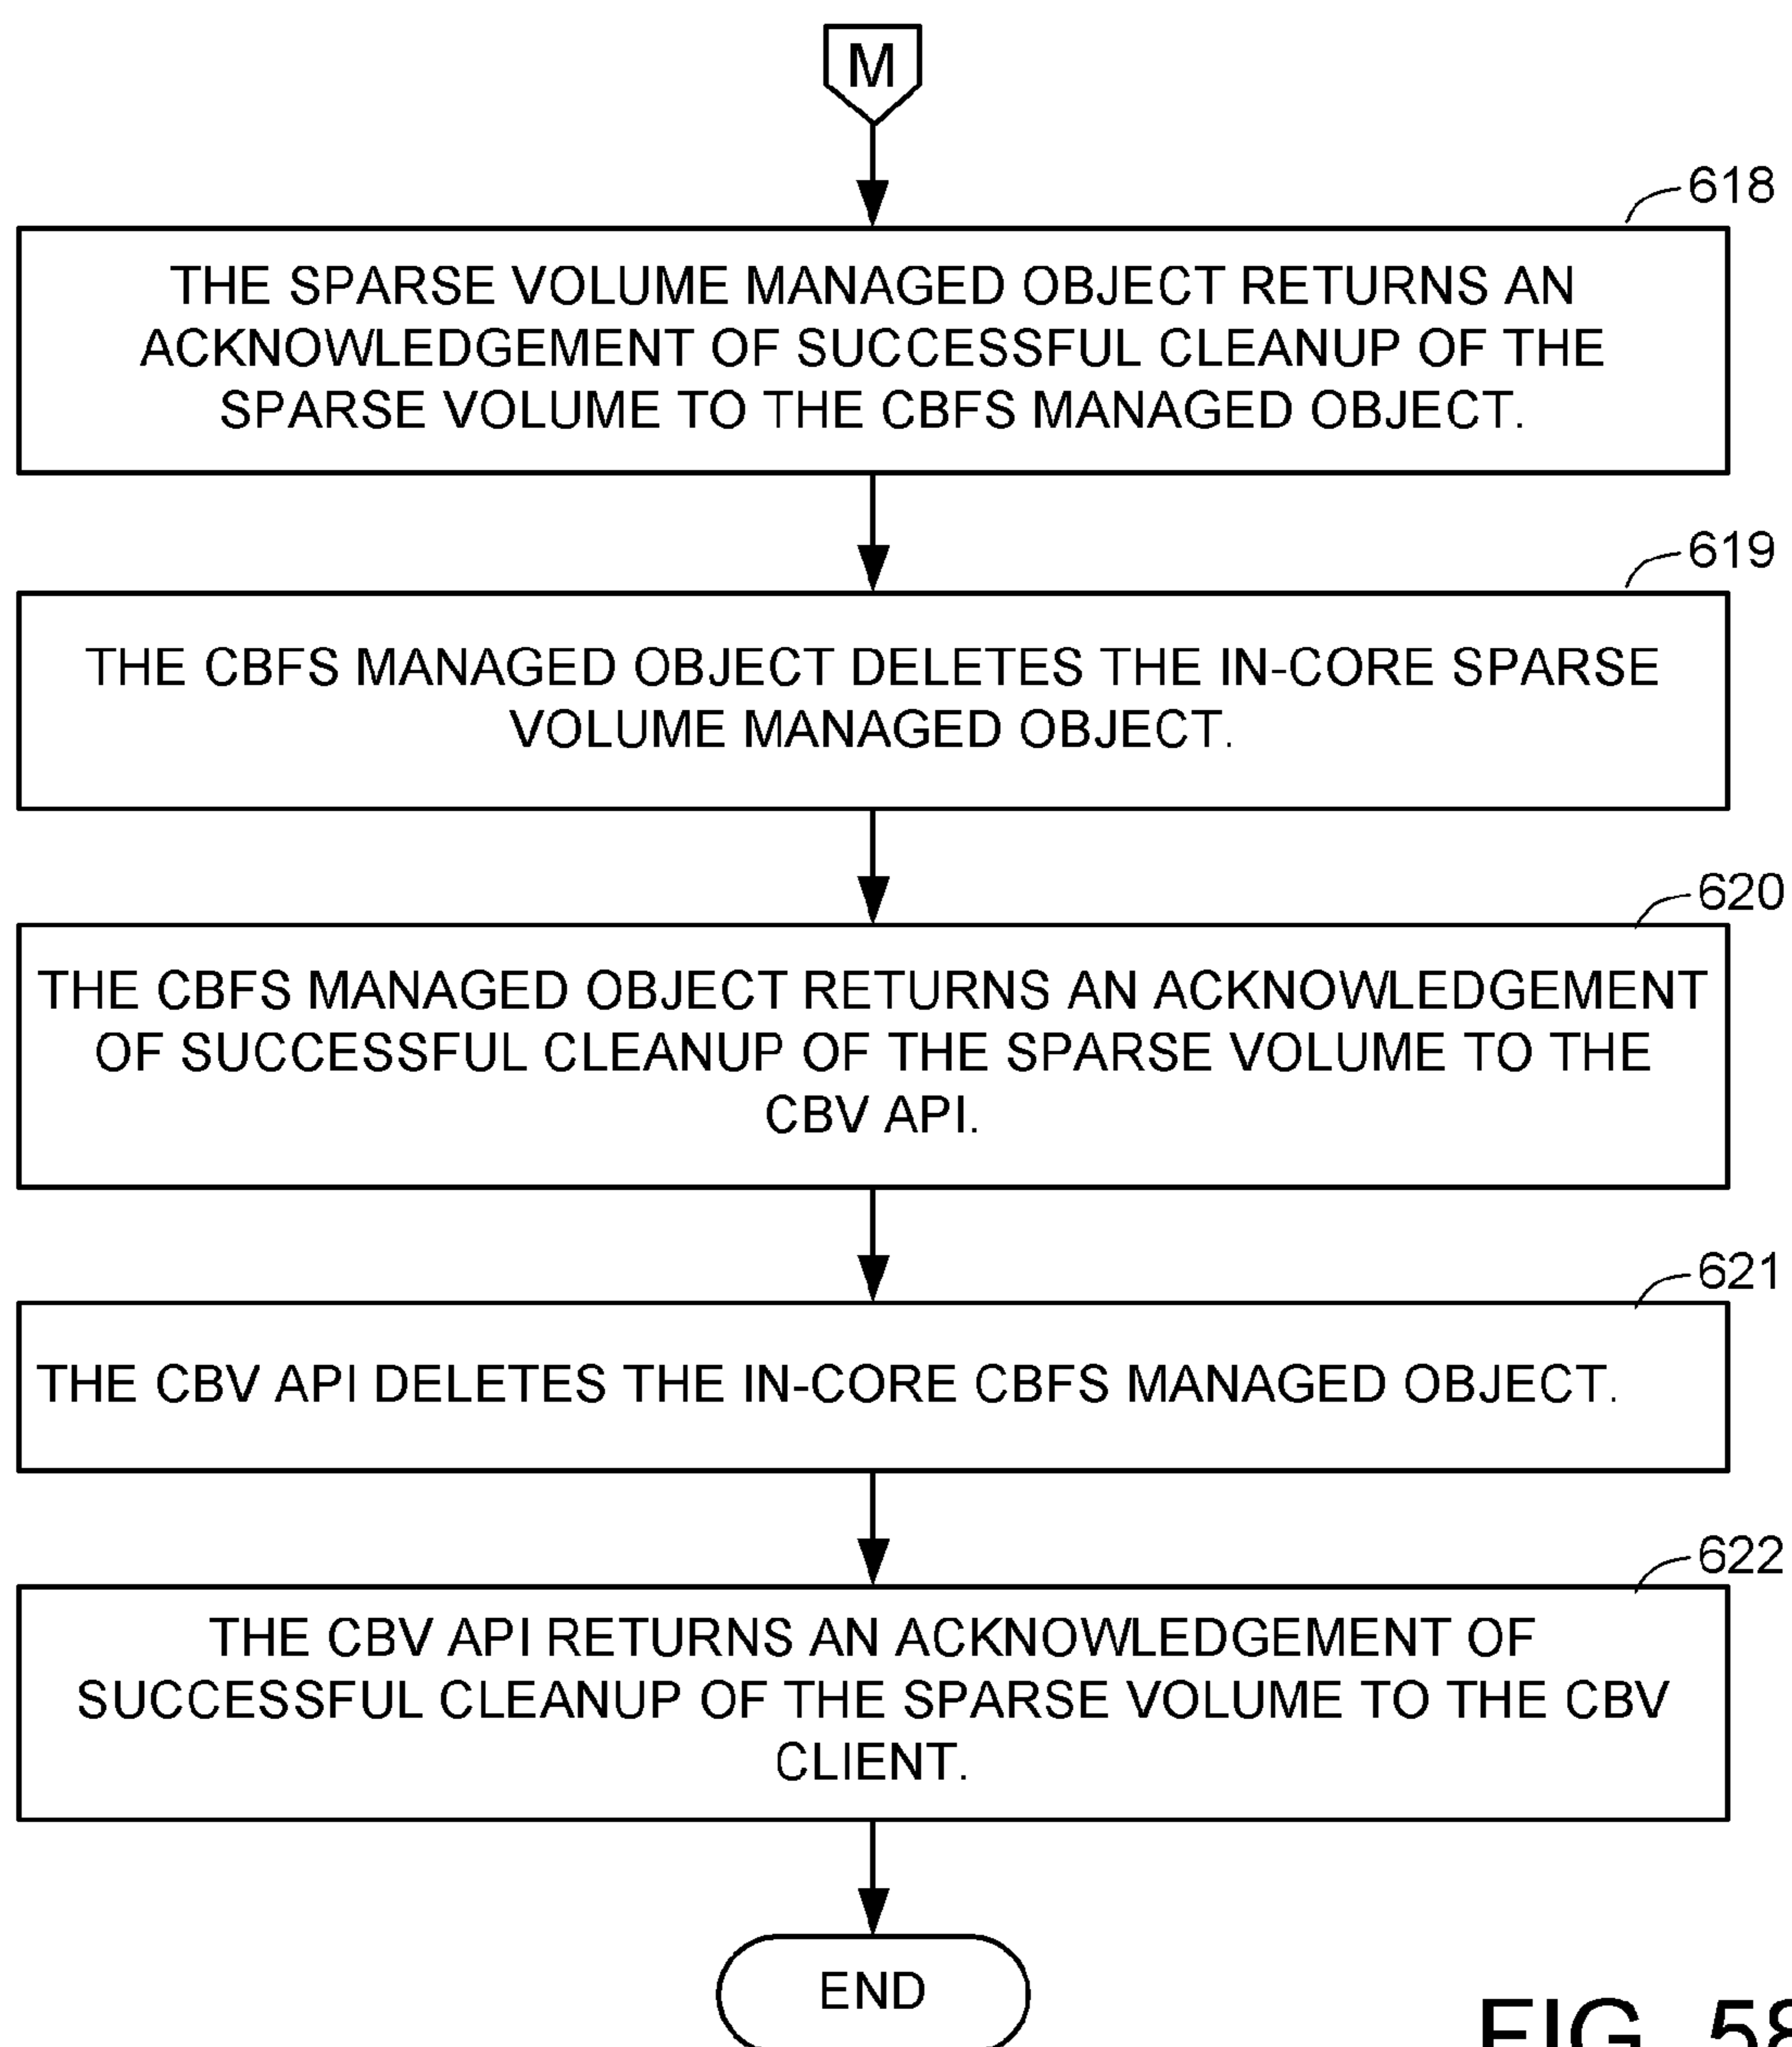 M
618
THE SPARSE VOLUME MANAGED OBJECT RETURNS AN
ACKNOWLEDGEMENT OF SUCCESSFUL CLEANUP OF THE
SPARSE VOLUME TO THE CBFS MANAGED OBJECT.
619
THE CBFS MANAGED OBJECT DELETES THE IN-CORE SPARSE
VOLUME MANAGED OBJECT.
620
THE CBFS MANAGED OBJECT RETURNS AN ACKNOWLEDGEMENT
OF SUCCESSFUL CLEANUP OF THE SPARSE VOLUME TO THE
CBV API.
621
THE CBV API DELETES THE IN-CORE CBFS MANAGED OBJECT.
622
THE CBV API RETURNS AN ACKNOWLEDGEMENT OF
SUCCESSFUL CLEANUP OF THE SPARSE VOLUME TO THE CBV
CLIENT.
END
FIG. 58